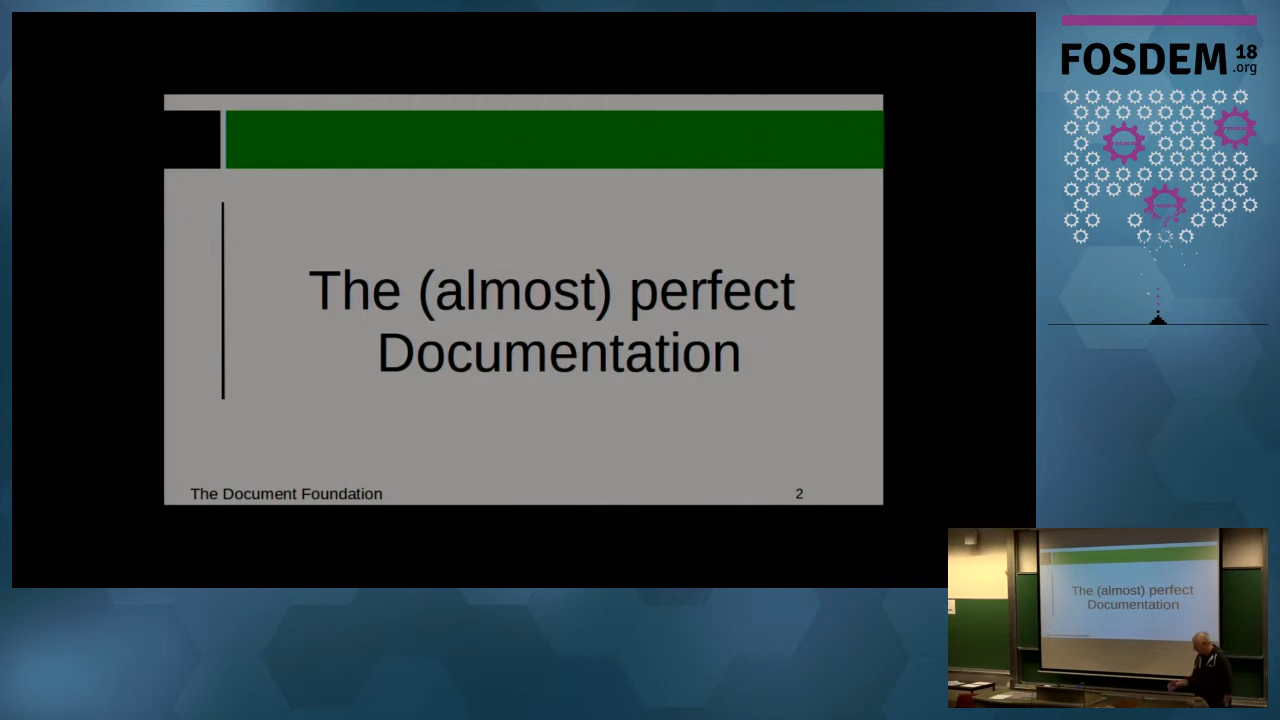 The (almost) perfect
Documentation
The Document Foundation
2
FOSDEM 18
.org
The (almost) perfect
Documentation